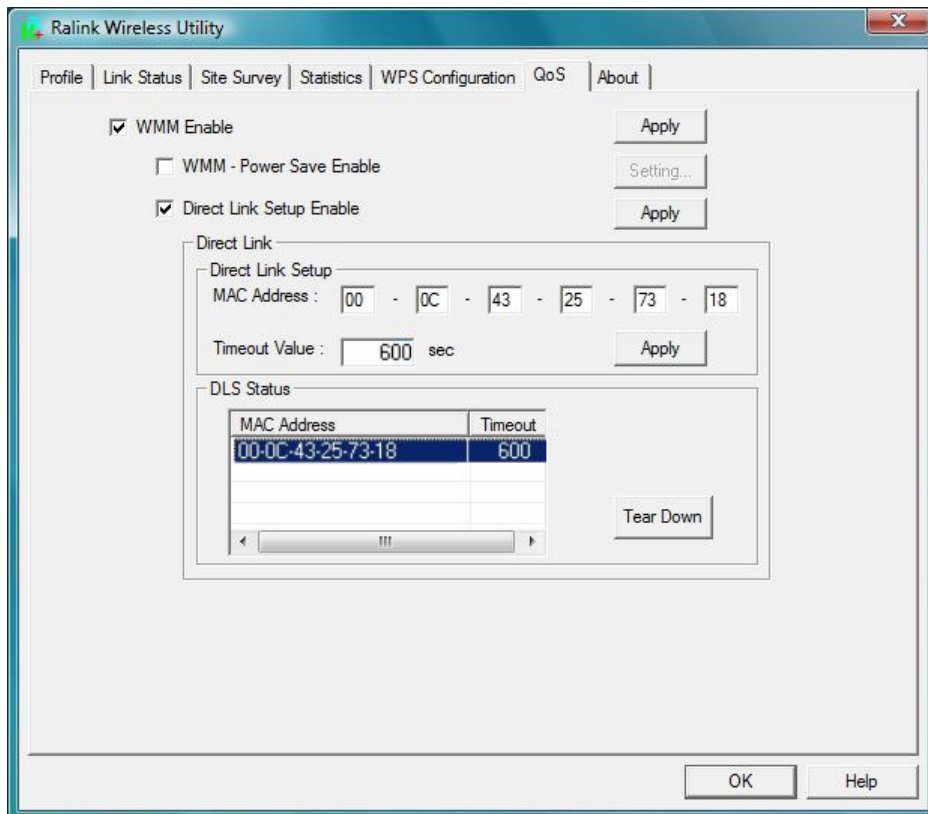 Ralink Wireless Utility
Profile Link Status Site Survey Statistics WPS Configuration QoS About
WMM Enable Apply
WMM - Power Save Enable Setting...
Direct Link Setup Enable Apply
Direct Link
Direct Link Setup
MAC Address : 00 - 0C - 43 - 25 - 73 - 18
Timeout Value : 600 sec Apply
DLS Status
MAC Address Timeout
00-0C-43-25-73-18 600
Tear Down
OK Help